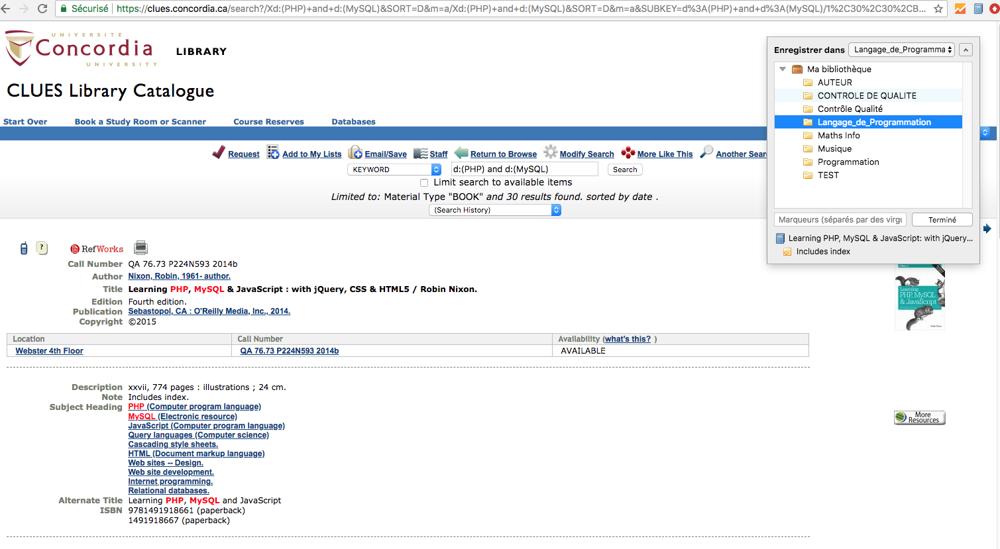 Sécurisé https://clues.concordia.ca/search?/Xd:(PHP)+and+d:(MySQL)&SORT=D&m=a/Xd:(PHP)+and+d:(MySQL)&SORT=D&m=a&SUBKEY=d%3A(PHP)+and+d%3A(MySQL)/1%2C30%2C30%2CB...
UNIVERSITÉ
Concordia
UNIVERSITY
LIBRARY
CLUES Library Catalogue
Start Over Book a Study Room or Scanner Course Reserves Databases
Request Add to My Lists Email/Save Staff Return to Browse Modify Search More Like This Another Sear
KEYWORD d:(PHP) and d:(MySQL) Search
Limit search to available items
Limited to: Material Type "BOOK" and 30 results found. sorted by date .
(Search History)
Enregistrer dans Langage_de_Programma
Ma bibliothèque
AUTEUR
CONTROLE DE QUALITE
Contrôle Qualité
Langage_de_Programmation
Maths Info
Musique
Programmation
TEST
Marqueurs (séparés par des virgu Terminé
Learning PHP, MySQL & JavaScript: with jQuery...
Includes index
? RefWorks
Call Number QA 76.73 P224N593 2014b
Author Nixon, Robin, 1961- author.
Title Learning PHP, MySQL & JavaScript : with jQuery, CSS & HTML5 / Robin Nixon.
Edition Fourth edition.
Publication Sebastopol, CA : O'Reilly Media, Inc., 2014.
Copyright ©2015
Learning
PHP, MySQL
& JavaScript
Robin Nixon
Location Call Number Availability (what's this? )
Webster 4th Floor QA 76.73 P224N593 2014b AVAILABLE
Description xxvii, 774 pages : illustrations ; 24 cm.
Note Includes index.
Subject Heading PHP (Computer program language)
MySQL (Electronic resource)
JavaScript (Computer program language)
Query languages (Computer science)
Cascading style sheets.
HTML (Document markup language)
Web sites -- Design.
Web site development.
Internet programming.
Relational databases.
More
Resources
Alternate Title Learning PHP, MySQL and JavaScript
ISBN 9781491918661 (paperback)
1491918667 (paperback)